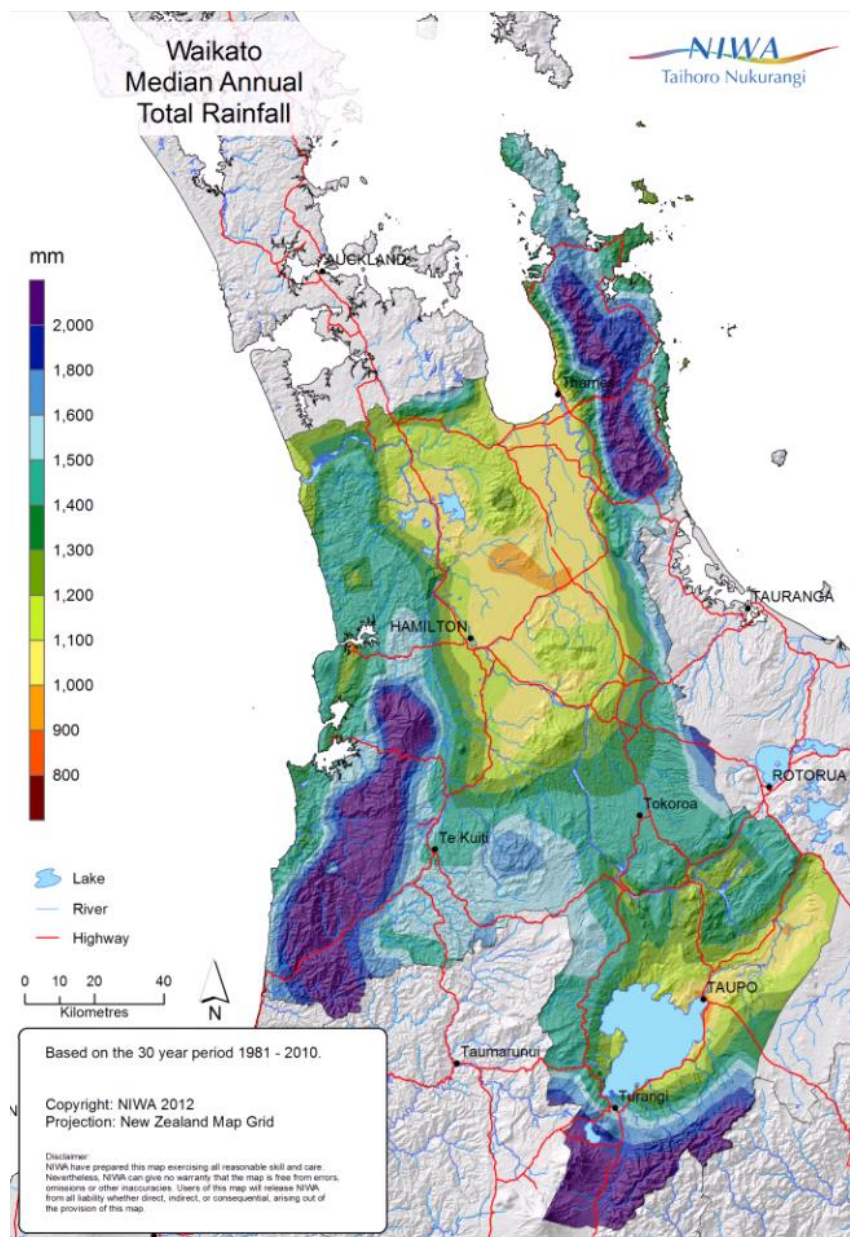 Waikato
Median Annual
Total Rainfall
NIWA
Taihoro Nukurangi
mm
2,000
1,800
1,600
1,500
1,400
1,300
1,200
1,100
1,000
900
800
AUCKLAND
Thames
TAURANGA
HAMILTON
ROTORUA
Tokoroa
Te Kuiti
TAUPO
Taumarunui
Turangi
Lake
River
Highway
0 10 20 40
Kilometres
N
Based on the 30 year period 1981 - 2010.
Copyright: NIWA 2012
Projection: New Zealand Map Grid
Disclaimer:
NIWA have prepared this map exercising all reasonable skill and care.
Nevertheless, NIWA can give no warranty that the map is free from errors,
omissions or other inaccuracies. Users of this map will release NIWA
from all liability whether direct, indirect, or consequential, arising out of
the provision of this map.